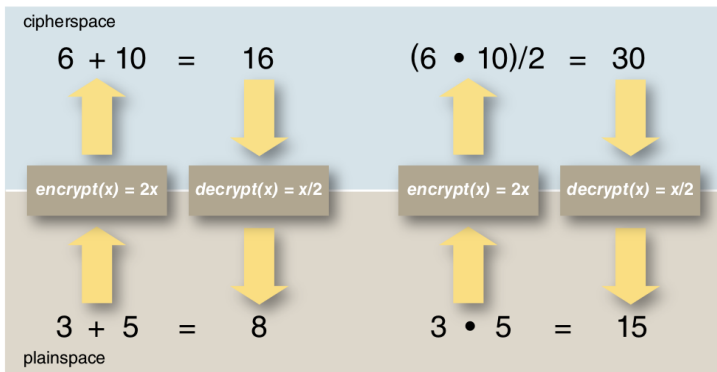 cipherspace
6 + 10 = 16
(6 • 10)/2 = 30
encrypt(x) = 2x
decrypt(x) = x/2
encrypt(x) = 2x
decrypt(x) = x/2
3 + 5 = 8
3 • 5 = 15
plainspace